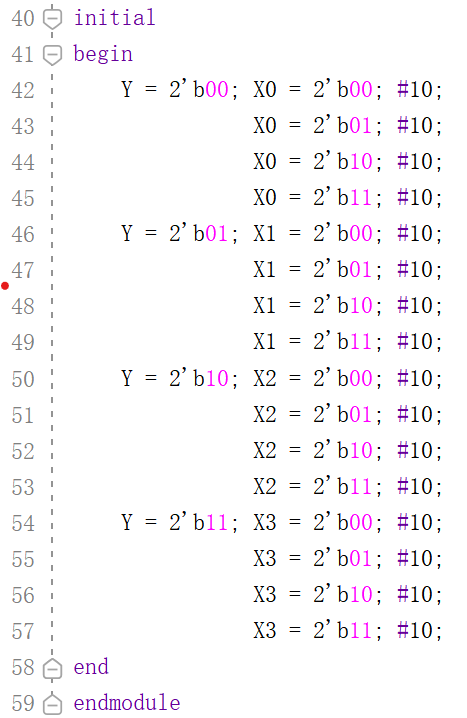 40 initial
41 begin
42 Y = 2'b00; X0 = 2'b00; #10;
43 X0 = 2'b01; #10;
44 X0 = 2'b10; #10;
45 X0 = 2'b11; #10;
46 Y = 2'b01; X1 = 2'b00; #10;
47 X1 = 2'b01; #10;
48 X1 = 2'b10; #10;
49 X1 = 2'b11; #10;
50 Y = 2'b10; X2 = 2'b00; #10;
51 X2 = 2'b01; #10;
52 X2 = 2'b10; #10;
53 X2 = 2'b11; #10;
54 Y = 2'b11; X3 = 2'b00; #10;
55 X3 = 2'b01; #10;
56 X3 = 2'b10; #10;
57 X3 = 2'b11; #10;
58 end
59 endmodule